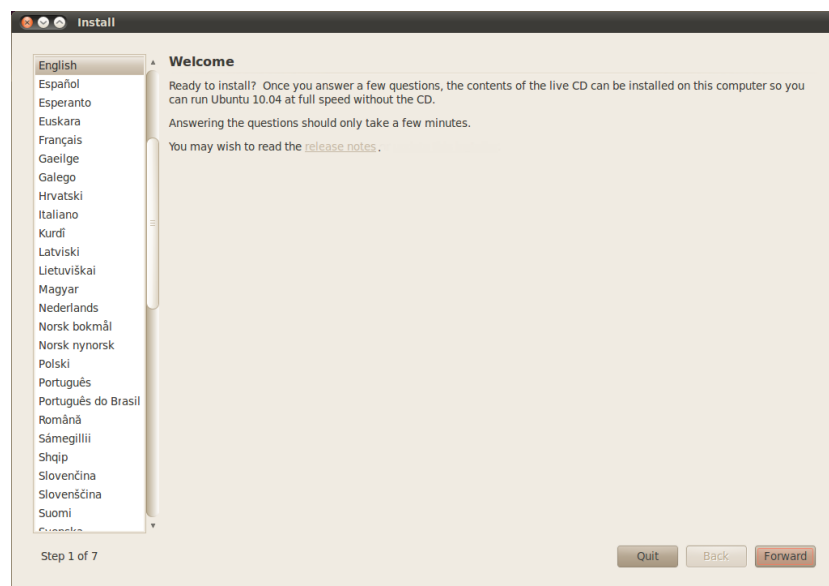 Install
English
Español
Esperanto
Euskara
Français
Gaeilge
Galego
Hrvatski
Italiano
Kurdî
Latviski
Lietuviškai
Magyar
Nederlands
Norsk bokmål
Norsk nynorsk
Polski
Português
Português do Brasil
Română
Sámegillii
Shqip
Slovenčina
Slovenščina
Suomi
Welcome
Ready to install?  Once you answer a few questions, the contents of the live CD can be installed on this computer so you
can run Ubuntu 10.04 at full speed without the CD.
Answering the questions should only take a few minutes.
You may wish to read the release notes .
Step 1 of 7
Quit
Back
Forward